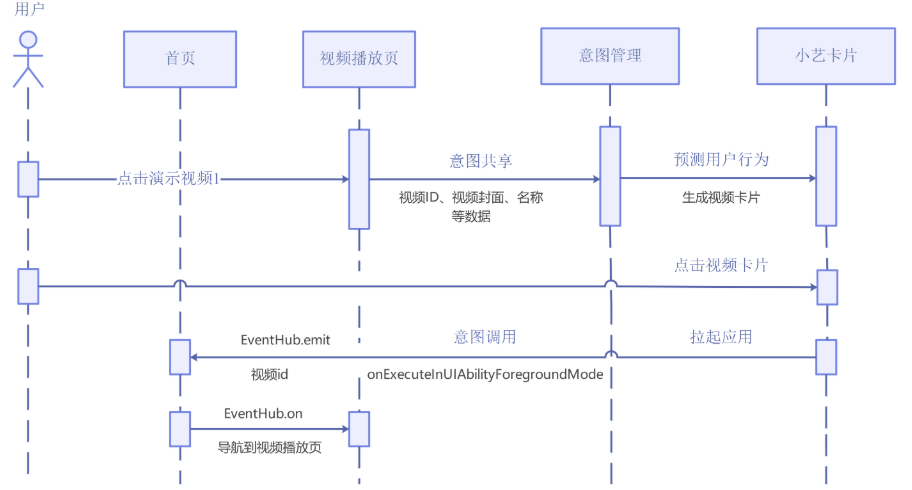 用户
首页
视频播放页
意图管理
小艺卡片
点击演示视频1
意图共享
视频ID、视频封面、名称
等数据
预测用户行为
生成视频卡片
点击视频卡片
EventHub.emit
视频id
意图调用
onExecuteInUIAbilityForegroundMode
拉起应用
EventHub.on
导航到视频播放页